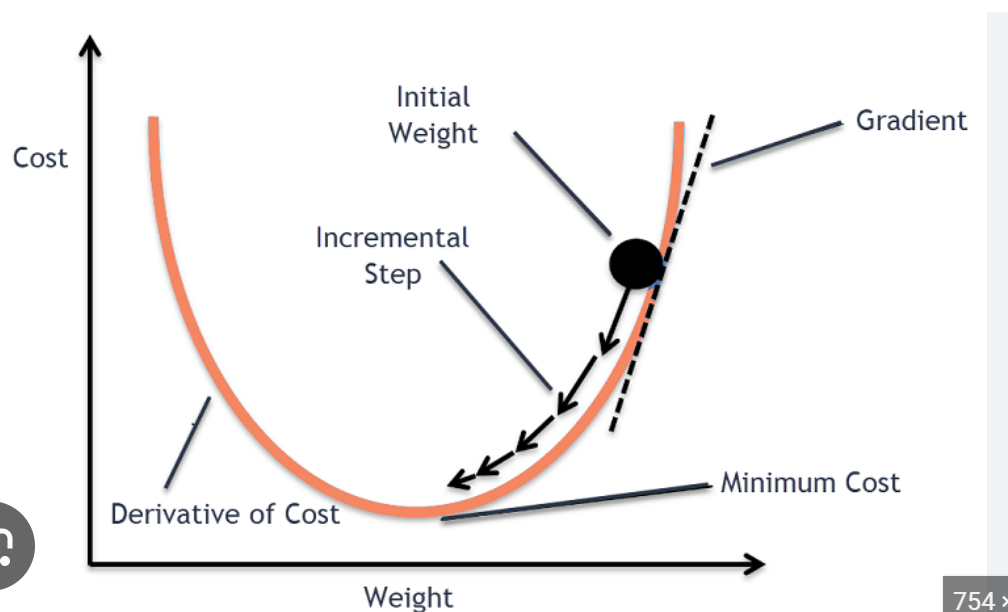 Initial
Weight
Gradient
Cost
Incremental
Step
Minimum Cost
Derivative of Cost
Weight
754